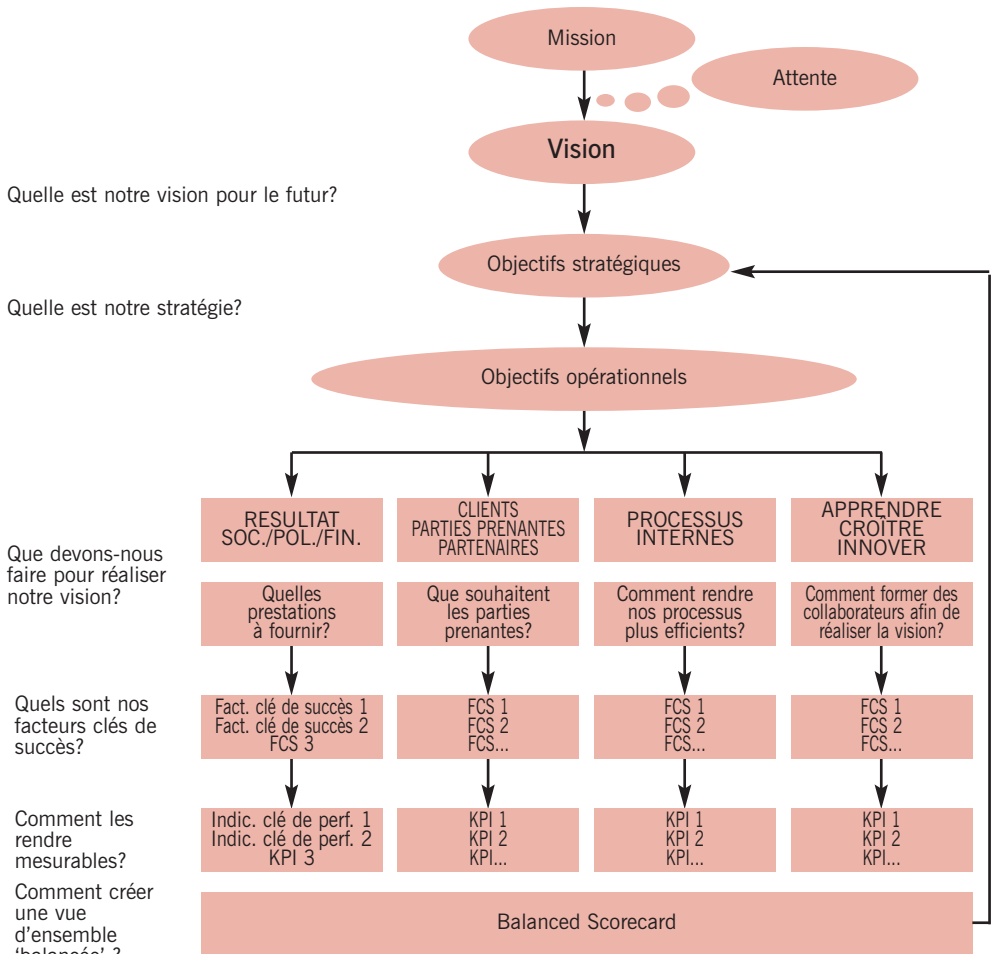 Mission
Attente
Vision
Quelle est notre vision pour le futur?
Objectifs stratégiques
Quelle est notre stratégie?
Objectifs opérationnels
Que devons-nous
faire pour réaliser
notre vision?
RESULTAT
SOC./POL./FIN.
CLIENTS
PARTIES PRENANTES
PARTENAIRES
PROCESSUS
INTERNES
APPRENDRE
CROÎTRE
INNOVER
Quelles
prestations
à fournir?
Que souhaitent
les parties
prenantes?
Comment rendre
nos processus
plus efficients?
Comment former des
collaborateurs afin de
réaliser la vision?
Quels sont nos
facteurs clés de
succès?
Fact. clé de succès 1
Fact. clé de succès 2
FCS 3
FCS 1
FCS 2
FCS...
FCS 1
FCS 2
FCS...
FCS 1
FCS 2
FCS...
Comment les
rendre
mesurables?
Indic. clé de perf. 1
Indic. clé de perf. 2
KPI 3
KPI 1
KPI 2
KPI...
KPI 1
KPI 2
KPI...
KPI 1
KPI 2
KPI...
Comment créer
une vue
d'ensemble
'balancée' ?
Balanced Scorecard